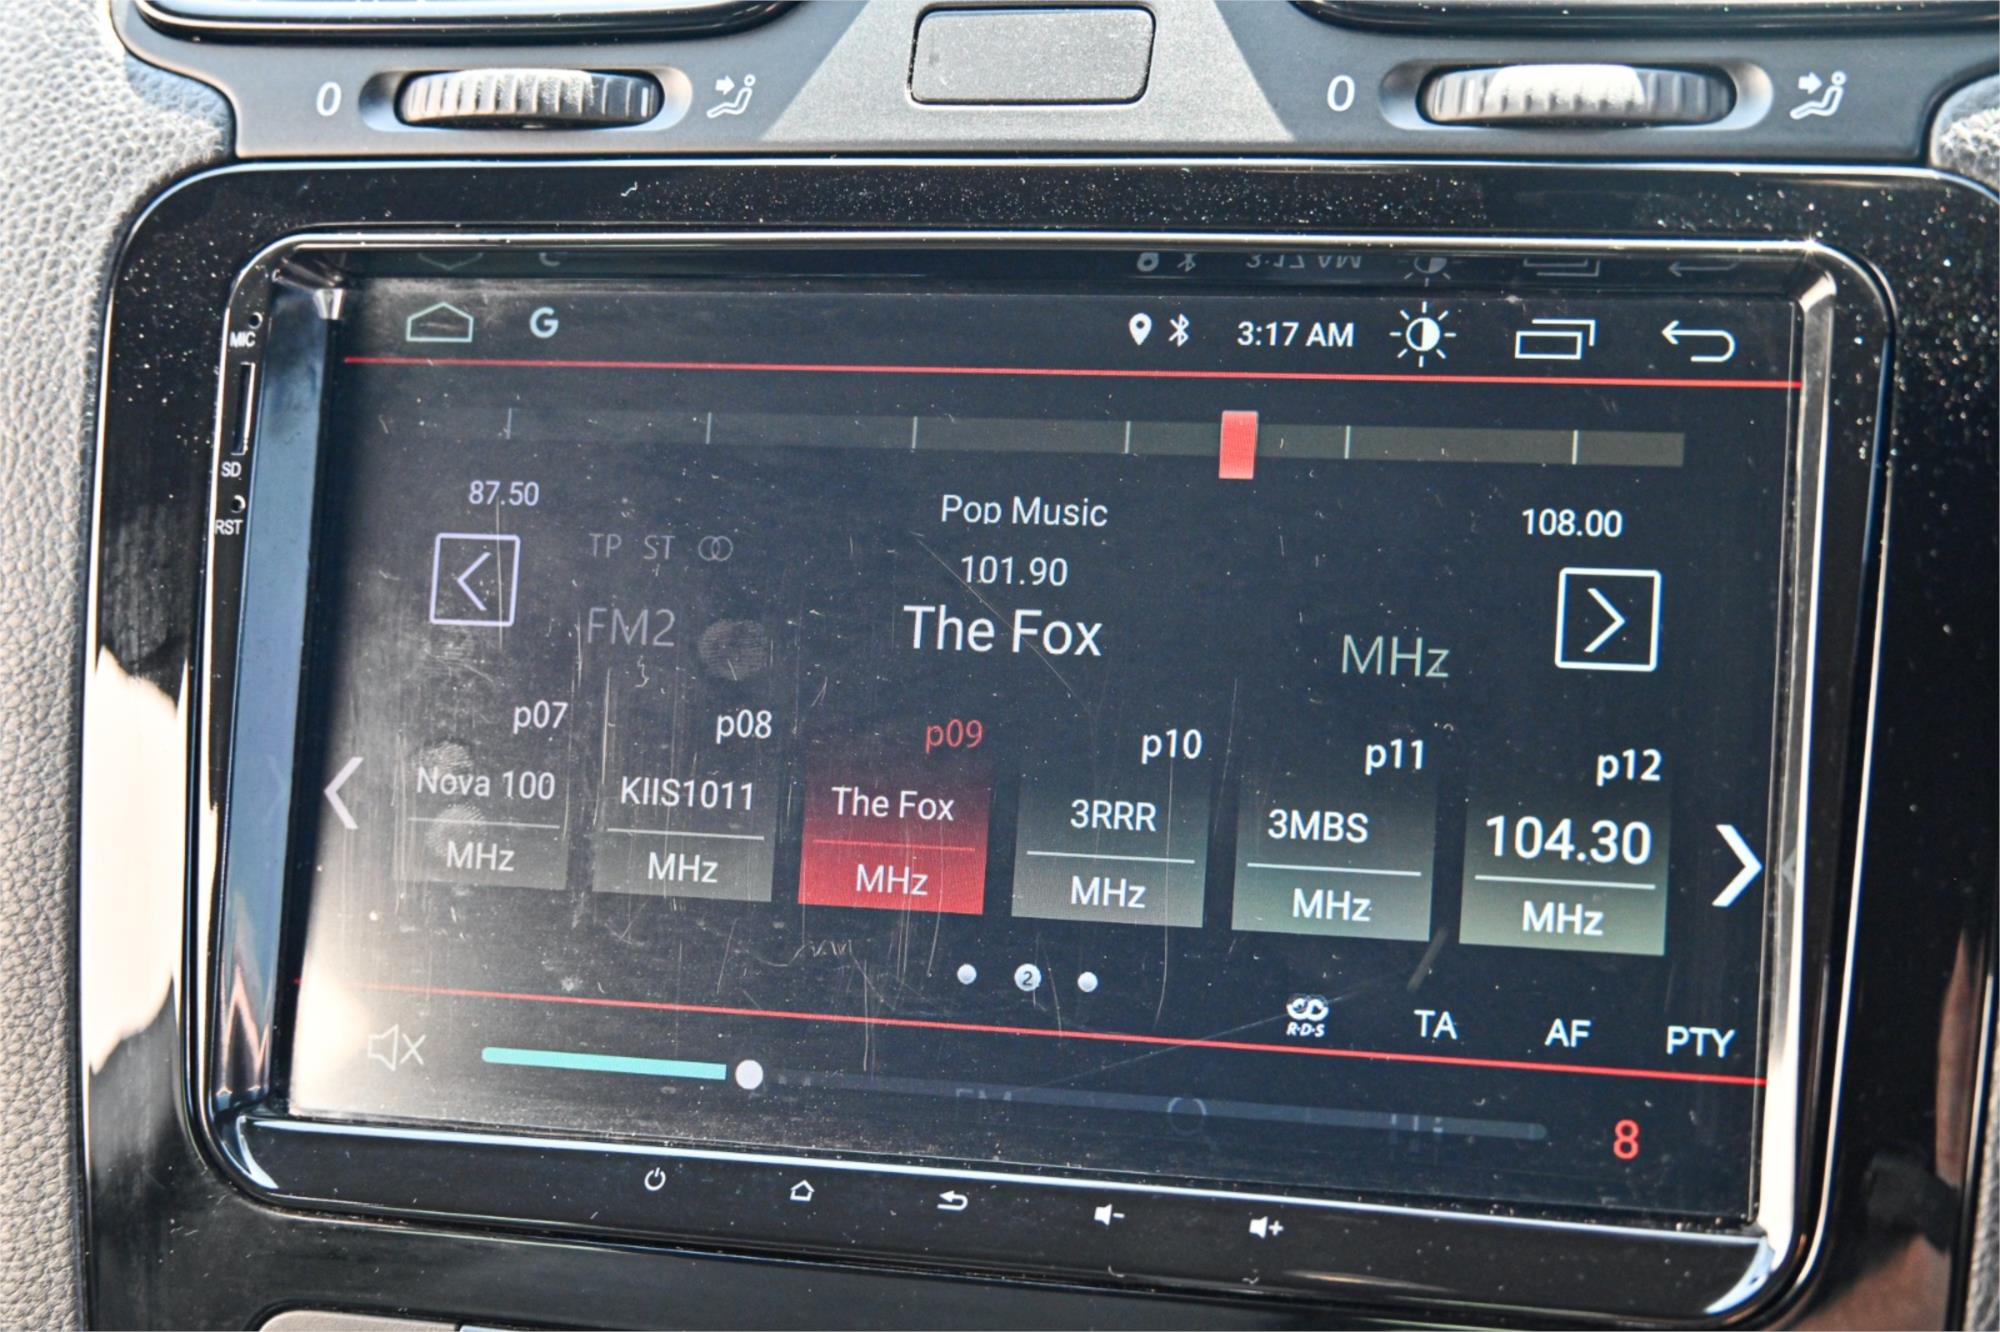 0
0
MIC
SD
RST
G
3:17 AM
87.50
108.00
Pop Music
101.90
The Fox
TP ST
FM2
MHz
p07
p08
p09
p10
p11
p12
Nova 100
KIIS1011
The Fox
3RRR
3MBS
104.30
MHz
MHz
MHz
MHz
MHz
MHz
2
R·D·S
TA
AF
PTY
8